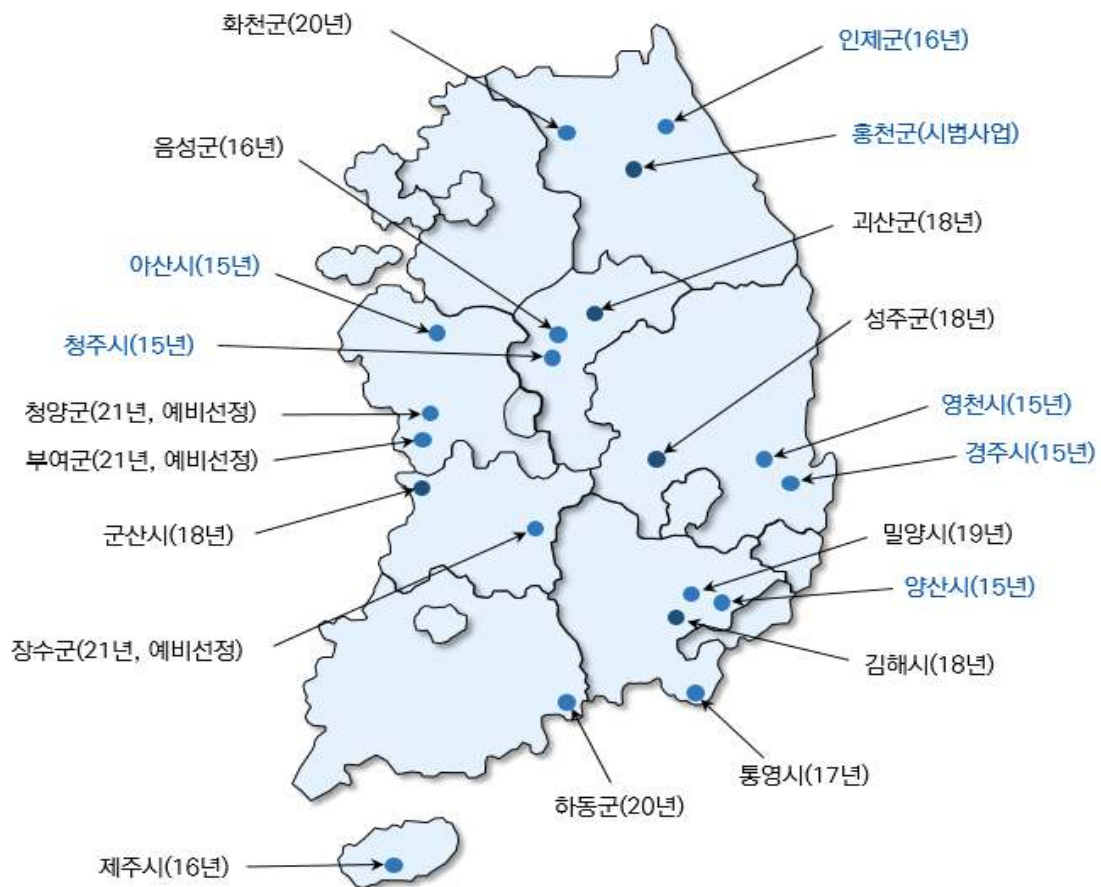 화천군(20년)
인제군(16년)
홍천군(시범사업)
음성군(16년)
괴산군(18년)
아산시(15년)
성주군(18년)
청주시(15년)
청양군(21년, 예비선정)
영천시(15년)
부여군(21년, 예비선정)
경주시(15년)
군산시(18년)
밀양시(19년)
양산시(15년)
장수군(21년, 예비선정)
김해시(18년)
통영시(17년)
하동군(20년)
제주시(16년)